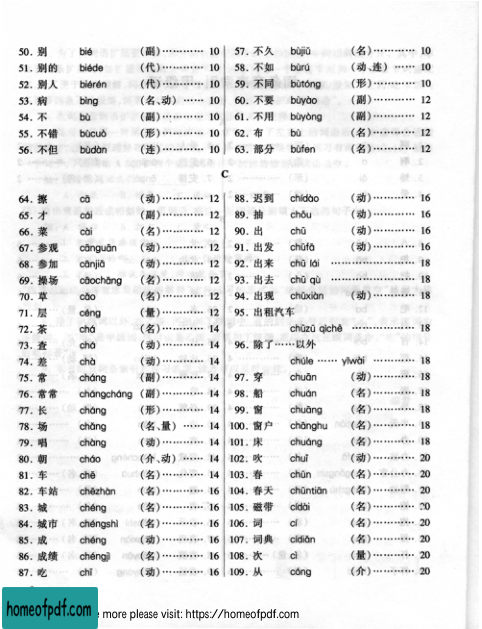 50. 别 bié (副)………… 10
51. 别的 biéde (代)………… 10
52. 别人 biérén (代)………… 10
53. 病 bìng (名、动) …… 10
54. 不 bù (副)………… 10
55. 不错 bùcuò (形)………… 10
56. 不但 bùdàn (连)………… 10
57. 不久 bùjiǔ (名)………… 10
58. 不如 bùrú (动、连) …… 10
59. 不同 bùtóng (形)………… 10
60. 不要 bùyào (副)………… 12
61. 不用 bùyòng (副)………… 12
62. 布 bù (名)………… 12
63. 部分 bùfen (名)………… 12
C
64. 擦 cā (动)………… 12
65. 才 cái (副)………… 12
66. 菜 cài (名)………… 12
67. 参观 cānguān (动)………… 12
68. 参加 cānjiā (动)………… 12
69. 操场 cāochǎng (名)………… 12
70. 草 cǎo (名)………… 12
71. 层 céng (量)………… 12
72. 茶 chá (名)………… 14
73. 查 chá (动)………… 14
74. 差 chà (动)………… 14
75. 常 cháng (副)………… 14
76. 常常 chángcháng (副)………… 14
77. 长 cháng (形)………… 14
78. 场 chǎng (名、量) …… 14
79. 唱 chàng (动)………… 14
80. 朝 cháo (介、动) …… 14
81. 车 chē (名)………… 14
82. 车站 chēzhàn (名)………… 16
83. 城 chéng (名)………… 16
84. 城市 chéngshì (名)………… 16
85. 成 chéng (动)………… 16
86. 成绩 chéngjì (名)………… 16
87. 吃 chī (动)………… 16
88. 迟到 chídào (动)………… 16
89. 抽 chōu (动)………… 16
90. 出 chū (动)………… 16
91. 出发 chūfā (动)………… 16
92. 出来 chū lái ………………… 18
93. 出去 chū qù ………………… 18
94. 出现 chūxiàn (动)………… 18
95. 出租汽车
chūzū qìchē ………………… 18
96. 除了……以外
chúle …… yǐwài …………… 18
97. 穿 chuān (动)………… 18
98. 船 chuán (名)………… 18
99. 窗 chuāng (名)………… 18
100. 窗户 chānghu (名)………… 18
101. 床 chuáng (名)………… 18
102. 吹 chuī (动)………… 20
103. 春 chūn (名)………… 20
104. 春天 chūntiān (名)………… 20
105. 磁带 cídài (名)………… 20
106. 词 cí (名)………… 20
107. 词典 cídiǎn (名)………… 20
108. 次 cì (量)………… 20
109. 从 cóng (介)………… 20
homeofpdf.com
e more please visit: https://homeofpdf.com